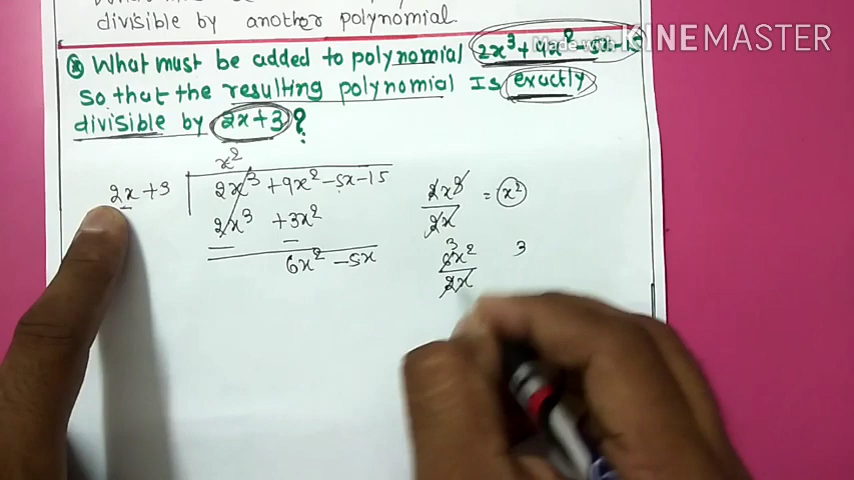 divisible by another polynomial.
Made with KINEMASTER
What must be added to polynomial 2x³+9x²-5x-15
so that the resulting polynomial Is exactly
divisible by 2x+3 ?
x²
2x+3 2x³+9x²-5x-15
2x³ +3x²
6x² -5x
2x³
2x
= x²
3
6x²
2x
3